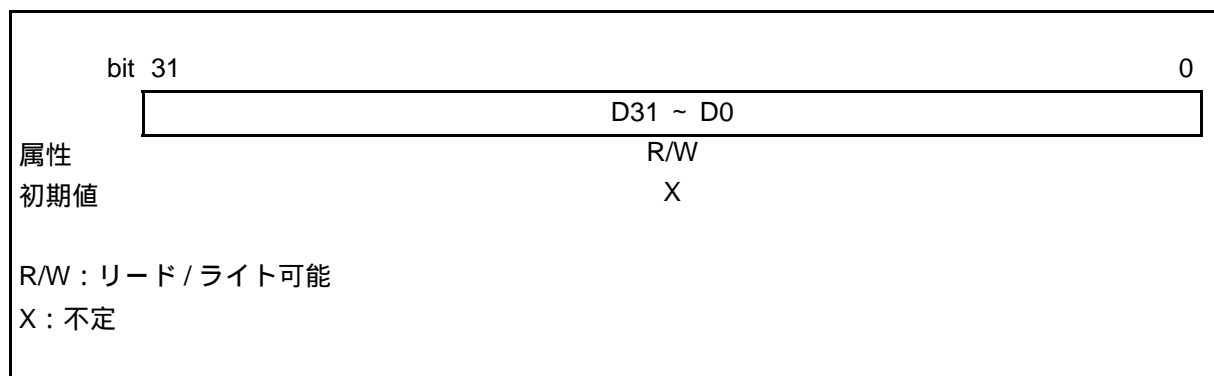 bit 31 0
D31 ~ D0
属性 R/W
初期値 X
R/W：リード / ライト可能
X：不定